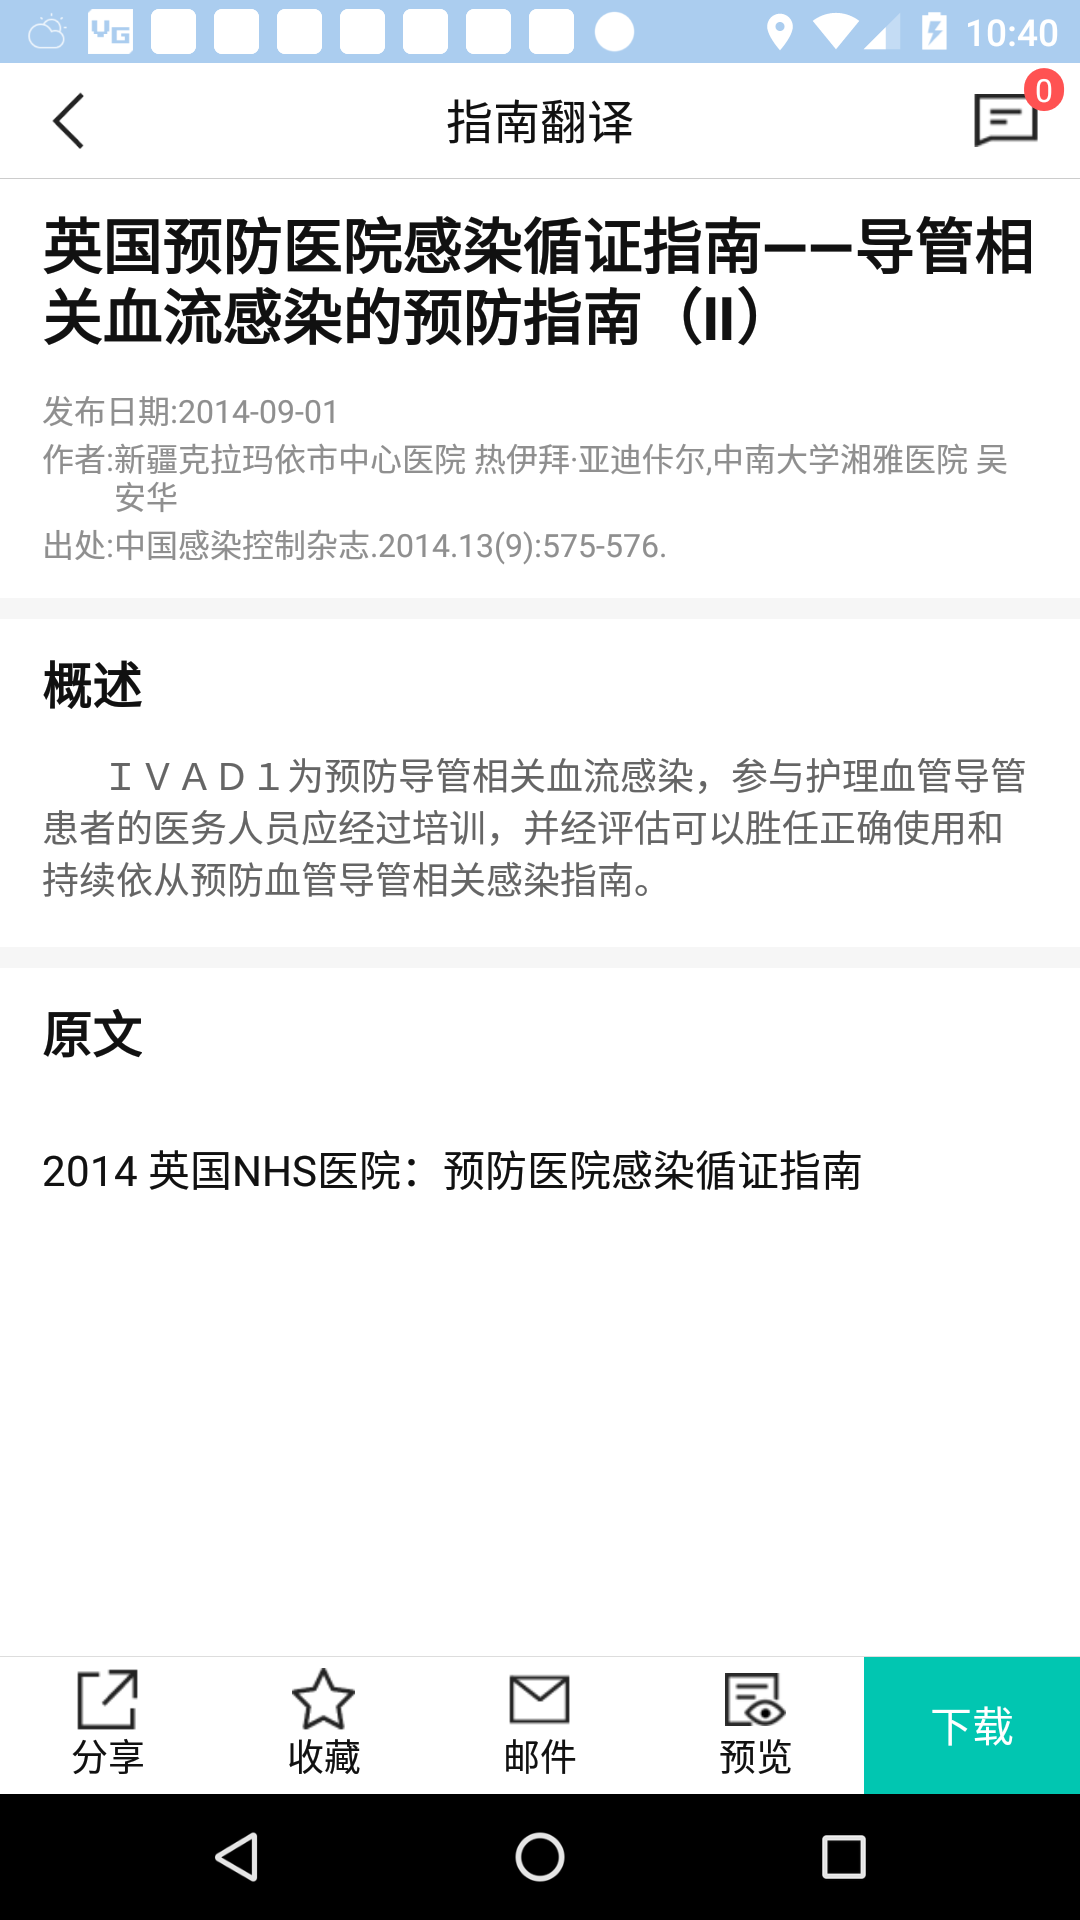 VG
10:40
指南翻译
0
英国预防医院感染循证指南——导管相
关血流感染的预防指南（II）
发布日期:2014-09-01
作者:新疆克拉玛依市中心医院 热伊拜·亚迪佧尔,中南大学湘雅医院 吴
安华
出处:中国感染控制杂志.2014.13(9):575-576.
概述
ＩＶＡＤ１为预防导管相关血流感染，参与护理血管导管
患者的医务人员应经过培训，并经评估可以胜任正确使用和
持续依从预防血管导管相关感染指南。
原文
2014 英国NHS医院：预防医院感染循证指南
分享
收藏
邮件
预览
下载